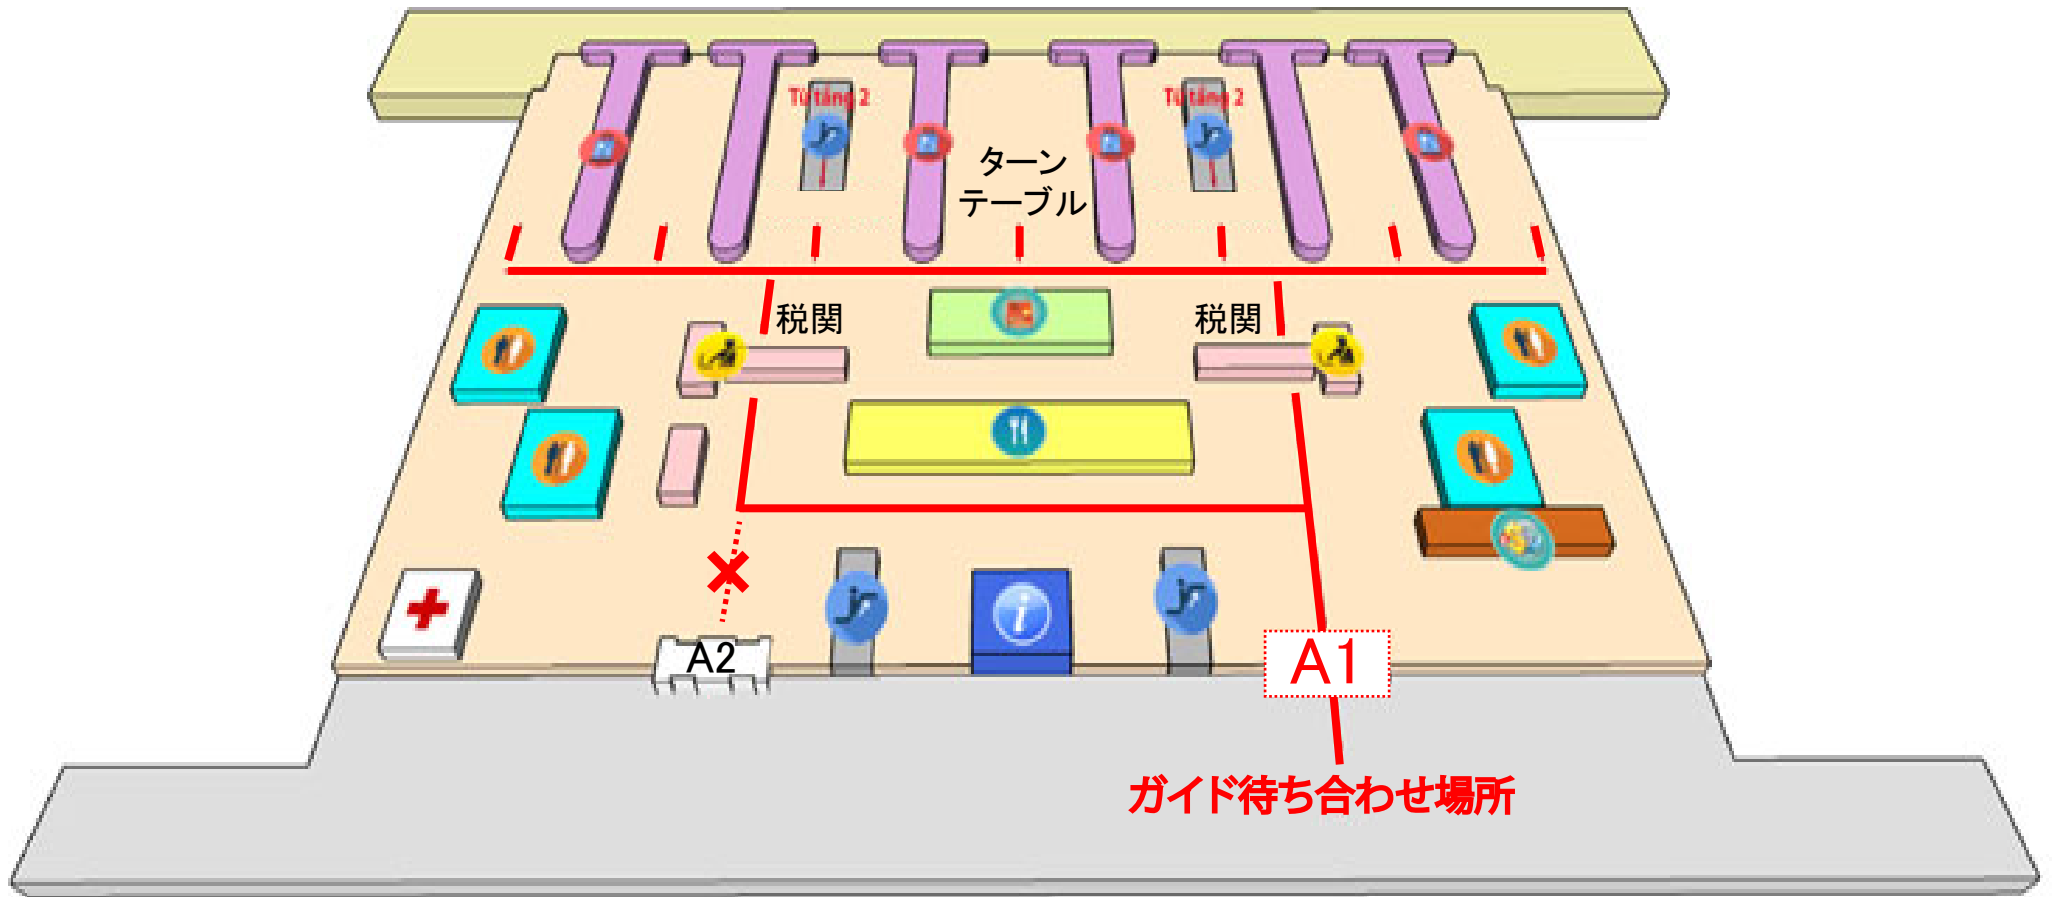 Từ tầng 2
Từ tầng 2
ターン
テーブル
税関
税関
i
A2
A1
ガイド待ち合わせ場所